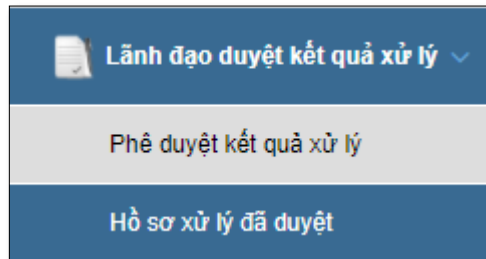 Lãnh đạo duyệt kết quả xử lý
Phê duyệt kết quả xử lý
Hồ sơ xử lý đã duyệt